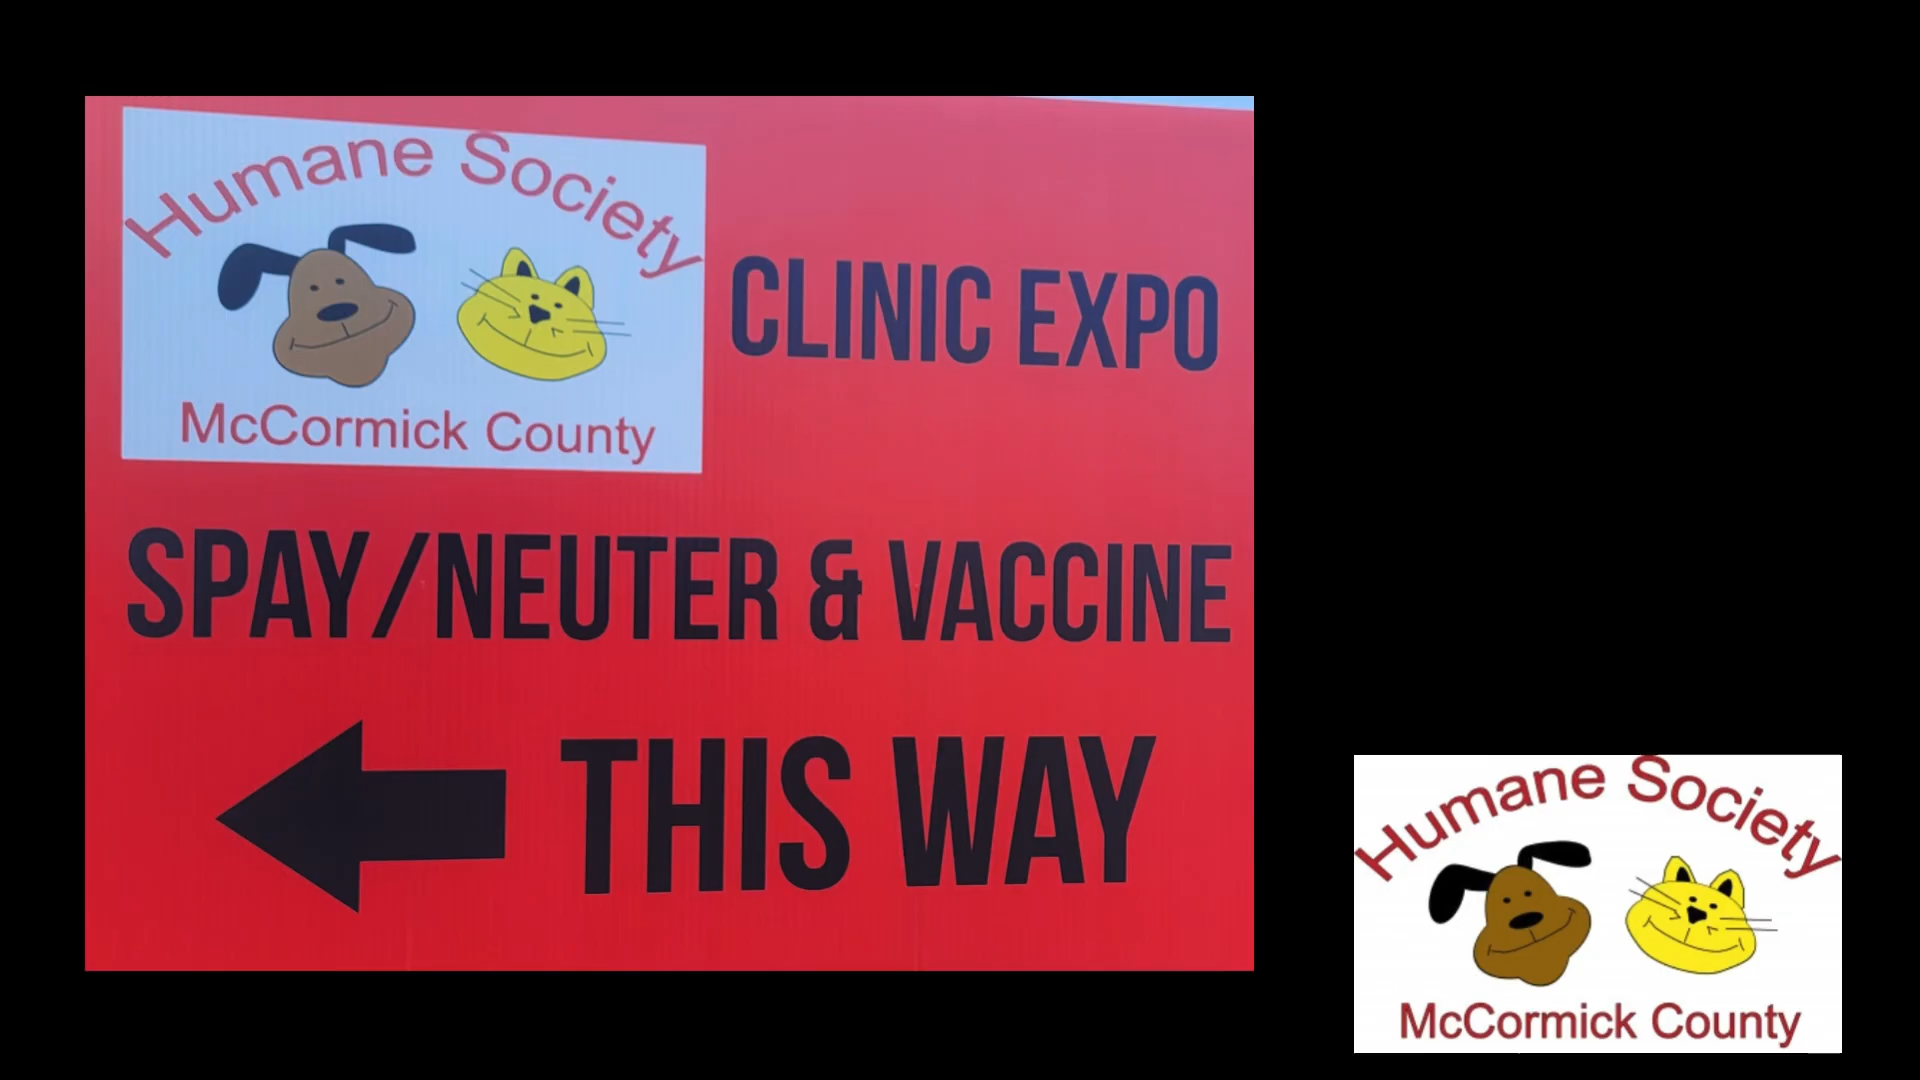 Humane Society
McCormick County
CLINIC EXPO
SPAY/NEUTER & VACCINE
THIS WAY
Humane Society
McCormick County